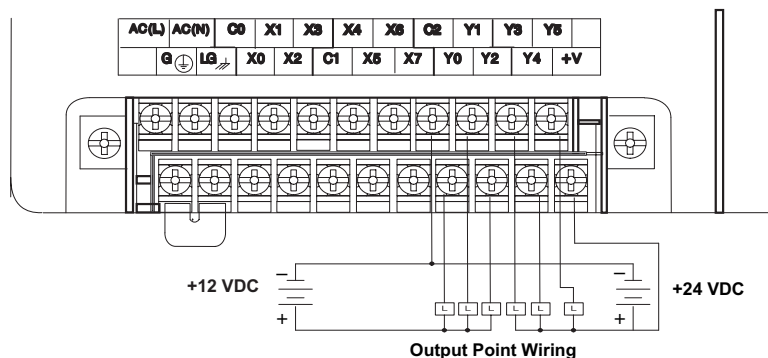 AC(L) AC(N) C0 X1 X3 X4 X6 C2 Y1 Y3 Y5
G LG X0 X2 C1 X5 X7 Y0 Y2 Y4 +V
– –
+12 VDC +24 VDC
+ +
L L L L L L
Output Point Wiring